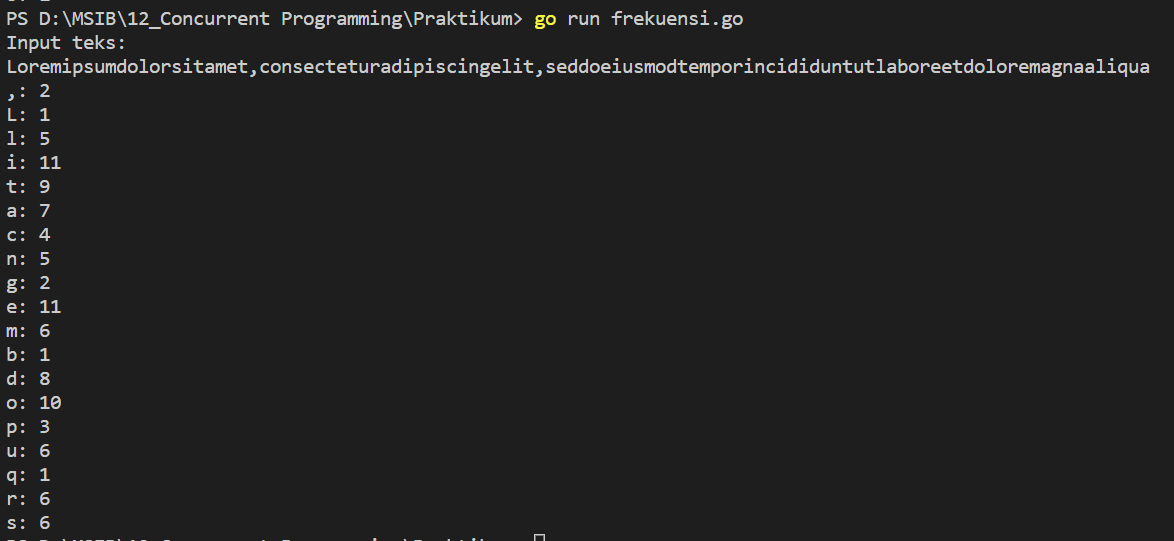 PS D:\MSIB\12_Concurrent Programming\Praktikum> go run frekuensi.go
Input teks:
Loremipsumdolorsitamet,consecteturadipiscingelit,seddoeiusmodtemporincididuntutlaboreetdoloremagnaaliqua
,: 2
L: 1
l: 5
i: 11
t: 9
a: 7
c: 4
n: 5
g: 2
e: 11
m: 6
b: 1
d: 8
o: 10
p: 3
u: 6
q: 1
r: 6
s: 6